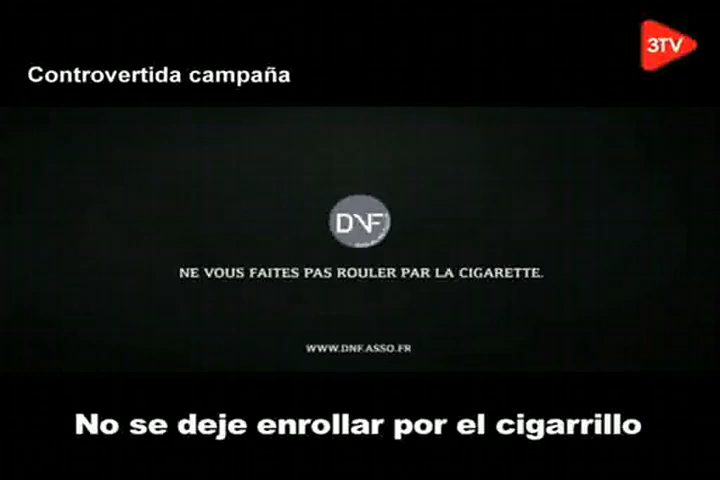 3TV
Controvertida campaña
DNF
NE VOUS FAITES PAS ROULER PAR LA CIGARETTE.
WWW.DNF.ASSO.FR
No se deje enrollar por el cigarrillo